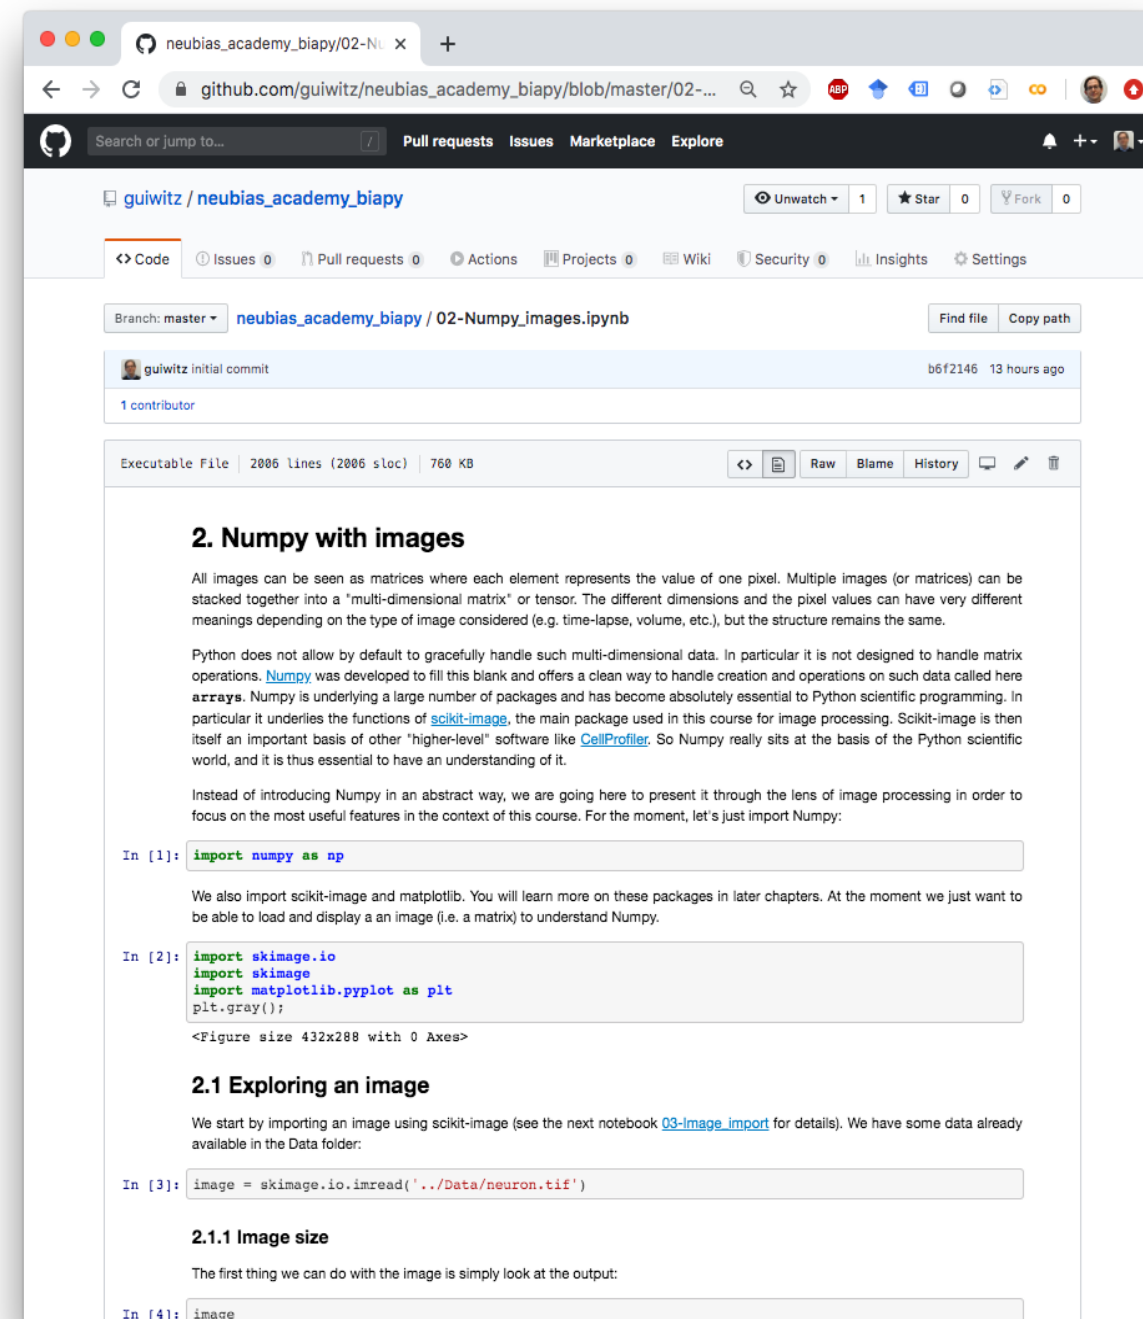 neubias_academy_biapy/02-Nu
github.com/guiwitz/neubias_academy_biapy/blob/master/02-...
ABP
Search or jump to...
/
Pull requests Issues Marketplace Explore
guiwitz / neubias_academy_biapy
Unwatch 1 Star 0 Fork 0
Code Issues 0 Pull requests 0 Actions Projects 0 Wiki Security 0 Insights Settings
Branch: master neubias_academy_biapy / 02-Numpy_images.ipynb Find file Copy path
guiwitz initial commit b6f2146 13 hours ago
1 contributor
Executable File 2006 lines (2006 sloc) 760 KB <> Raw Blame History
2. Numpy with images
All images can be seen as matrices where each element represents the value of one pixel. Multiple images (or matrices) can be
stacked together into a "multi-dimensional matrix" or tensor. The different dimensions and the pixel values can have very different
meanings depending on the type of image considered (e.g. time-lapse, volume, etc.), but the structure remains the same.
Python does not allow by default to gracefully handle such multi-dimensional data. In particular it is not designed to handle matrix
operations. Numpy was developed to fill this blank and offers a clean way to handle creation and operations on such data called here
arrays. Numpy is underlying a large number of packages and has become absolutely essential to Python scientific programming. In
particular it underlies the functions of scikit-image, the main package used in this course for image processing. Scikit-image is then
itself an important basis of other "higher-level" software like CellProfiler. So Numpy really sits at the basis of the Python scientific
world, and it is thus essential to have an understanding of it.
Instead of introducing Numpy in an abstract way, we are going here to present it through the lens of image processing in order to
focus on the most useful features in the context of this course. For the moment, let's just import Numpy:
In [1]: import numpy as np
We also import scikit-image and matplotlib. You will learn more on these packages in later chapters. At the moment we just want to
be able to load and display a an image (i.e. a matrix) to understand Numpy.
In [2]: import skimage.io
import skimage
import matplotlib.pyplot as plt
plt.gray();
<Figure size 432x288 with 0 Axes>
2.1 Exploring an image
We start by importing an image using scikit-image (see the next notebook 03-Image_import for details). We have some data already
available in the Data folder:
In [3]: image = skimage.io.imread('../Data/neuron.tif')
2.1.1 Image size
The first thing we can do with the image is simply look at the output:
In [4]: image